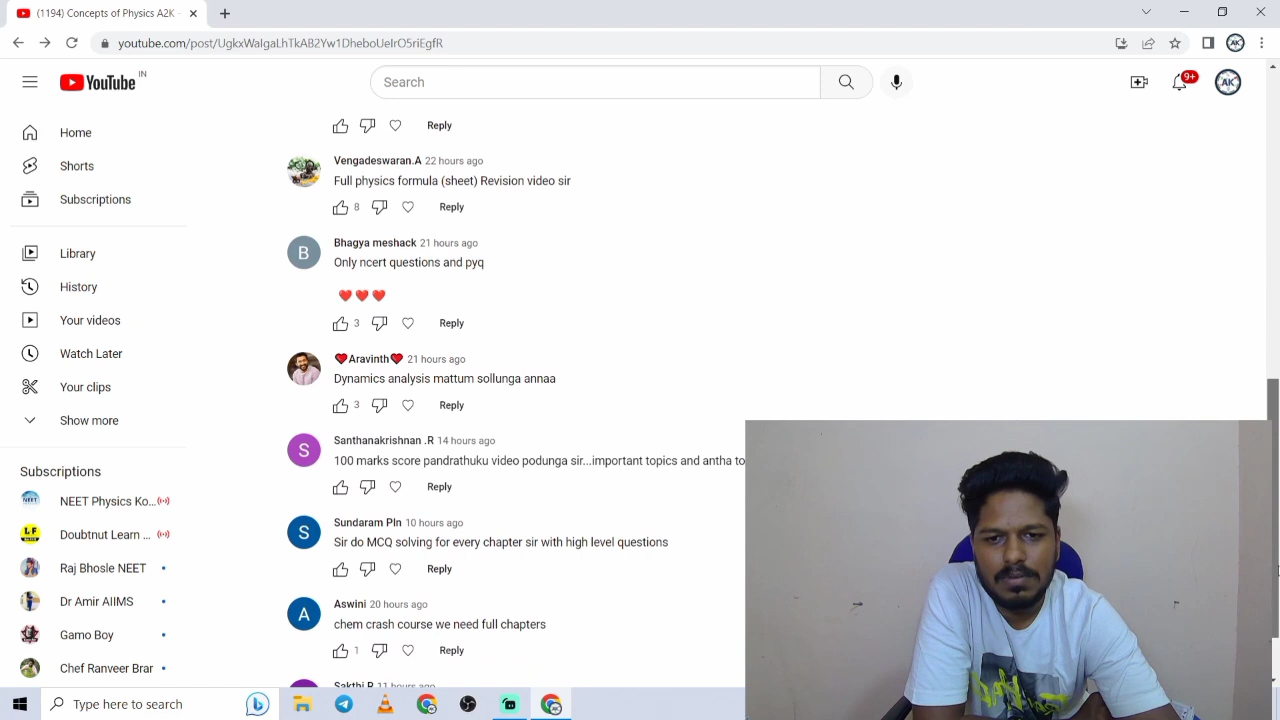 (1194) Concepts of Physics A2K -
youtube.com/post/UgkxWaIgaLhTkAB2Yw1DheboUeIrO5riEgfR
AK
YouTube IN
Search
9+
AK
Home
Shorts
Subscriptions
Library
History
Your videos
Watch Later
Your clips
Show more
Subscriptions
NEET Physics Ko...
Doubtnut Learn ...
Raj Bhosle NEET
Dr Amir AIIMS
Gamo Boy
Chef Ranveer Brar
Reply
Vengadeswaran.A 22 hours ago
Full physics formula (sheet) Revision video sir
8 Reply
B
Bhagya meshack 21 hours ago
Only ncert questions and pyq
❤️❤️❤️
3 Reply
❤️Aravinth❤️ 21 hours ago
Dynamics analysis mattum sollunga annaa
3 Reply
S
Santhanakrishnan .R 14 hours ago
100 marks score pandrathuku video podunga sir...important topics and antha to
Reply
S
Sundaram Pln 10 hours ago
Sir do MCQ solving for every chapter sir with high level questions
Reply
A
Aswini 20 hours ago
chem crash course we need full chapters
1 Reply
Sakthi R 11 hours ago
Type here to search